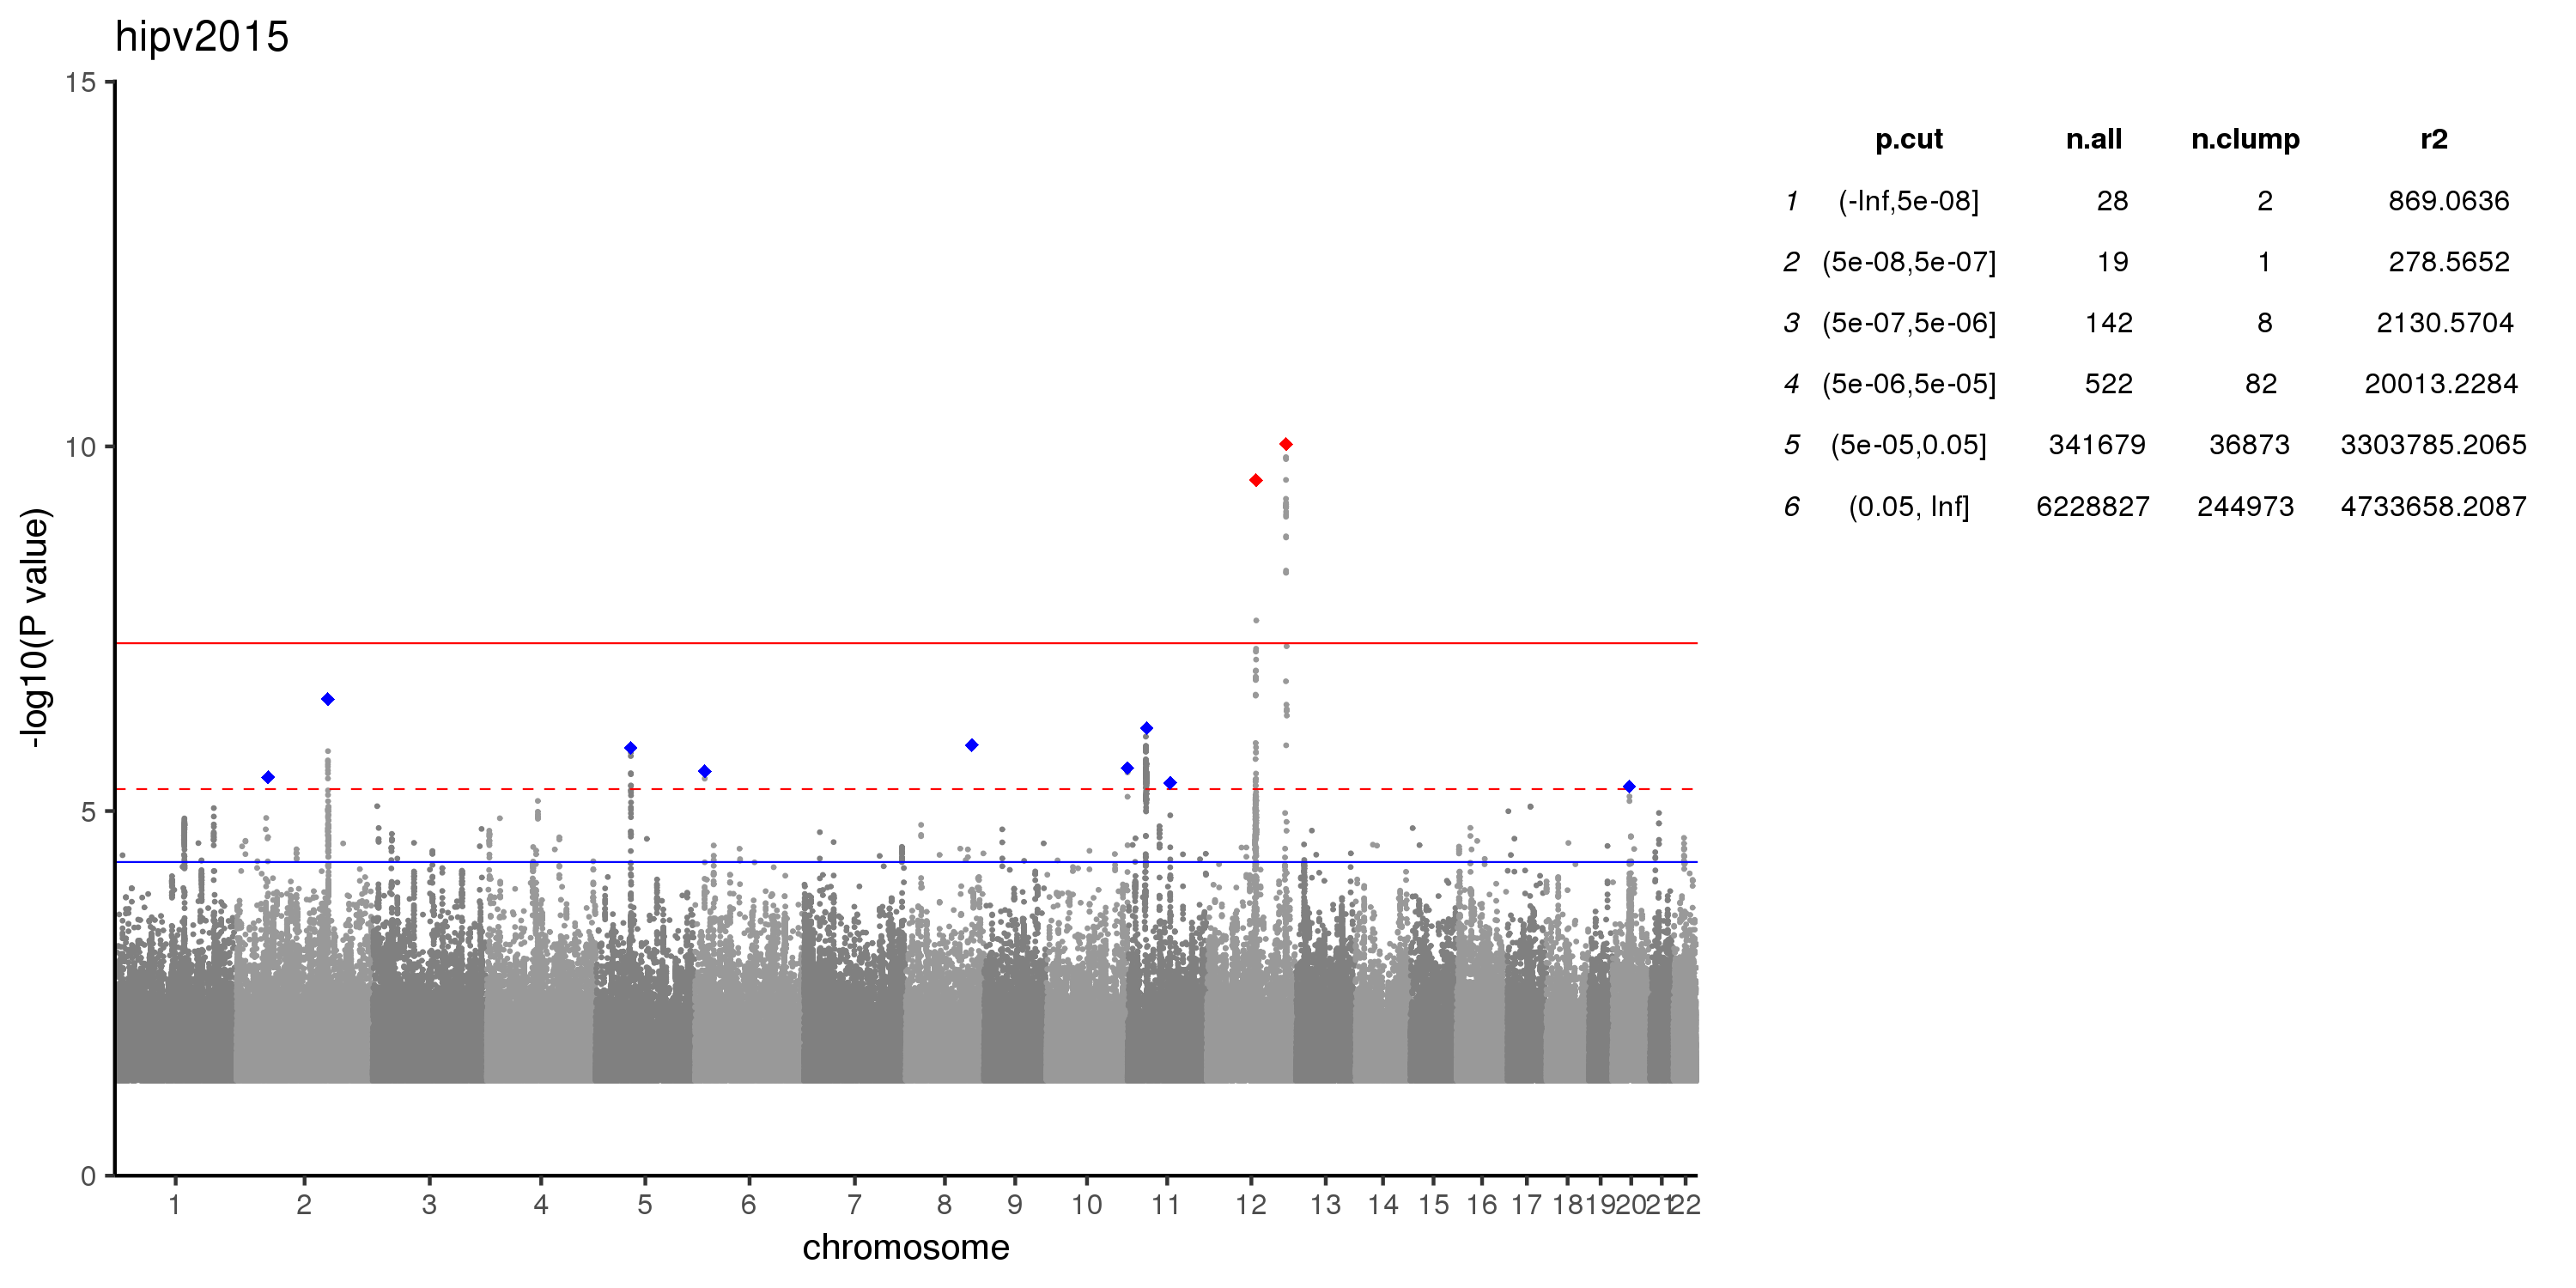 hipv2015
15
10
5
0
-log10(P value)
1 2 3 4 5 6 7 8 9 10 11 12 13 14 15 16 17 18 19 20 21 22
chromosome
p.cut n.all n.clump r2
1 (-Inf,5e-08] 28 2 869.0636
2 (5e-08,5e-07] 19 1 278.5652
3 (5e-07,5e-06] 142 8 2130.5704
4 (5e-06,5e-05] 522 82 20013.2284
5 (5e-05,0.05] 341679 36873 3303785.2065
6 (0.05, Inf] 6228827 244973 4733658.2087